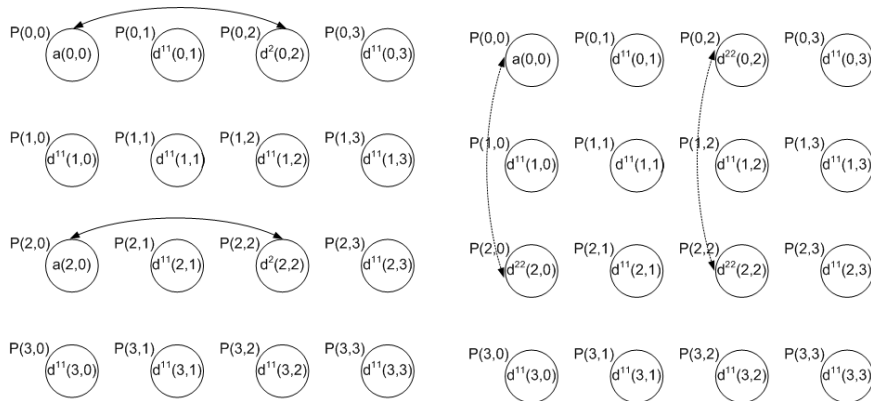 P(0,0) P(0,1) P(0,2) P(0,3)
a(0,0) d¹¹(0,1) d²(0,2) d¹¹(0,3)
P(1,0) P(1,1) P(1,2) P(1,3)
d¹¹(1,0) d¹¹(1,1) d¹¹(1,2) d¹¹(1,3)
P(2,0) P(2,1) P(2,2) P(2,3)
a(2,0) d¹¹(2,1) d²(2,2) d¹¹(2,3)
P(3,0) P(3,1) P(3,2) P(3,3)
d¹¹(3,0) d¹¹(3,1) d¹¹(3,2) d¹¹(3,3)
P(0,0) P(0,1) P(0,2) P(0,3)
a(0,0) d¹¹(0,1) d²²(0,2) d¹¹(0,3)
P(1,0) P(1,1) P(1,2) P(1,3)
d¹¹(1,0) d¹¹(1,1) d¹¹(1,2) d¹¹(1,3)
P(2,0) P(2,1) P(2,2) P(2,3)
d²²(2,0) d¹¹(2,1) d²²(2,2) d¹¹(2,3)
P(3,0) P(3,1) P(3,2) P(3,3)
d¹¹(3,0) d¹¹(3,1) d¹¹(3,2) d¹¹(3,3)